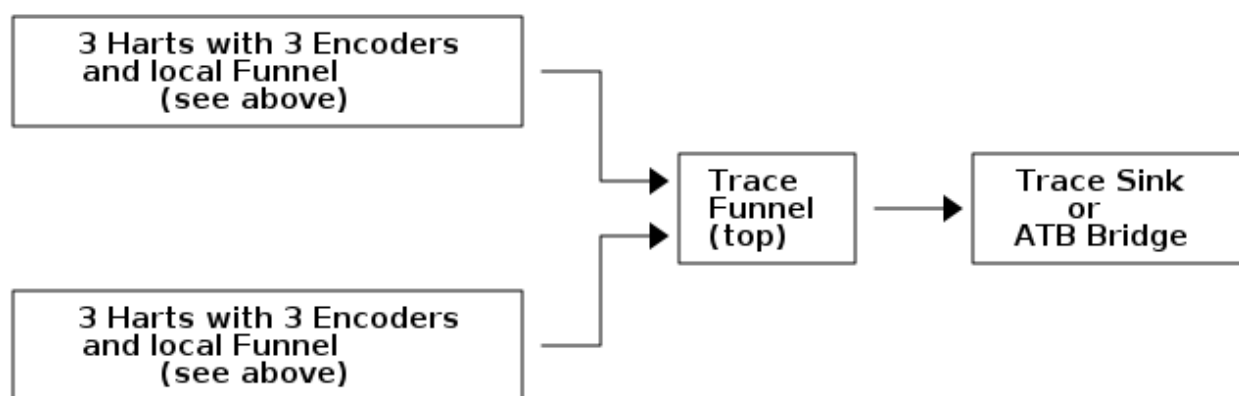 3 Harts with 3 Encoders
and local Funnel
(see above)
Trace
Funnel
(top)
Trace Sink
or
ATB Bridge
3 Harts with 3 Encoders
and local Funnel
(see above)